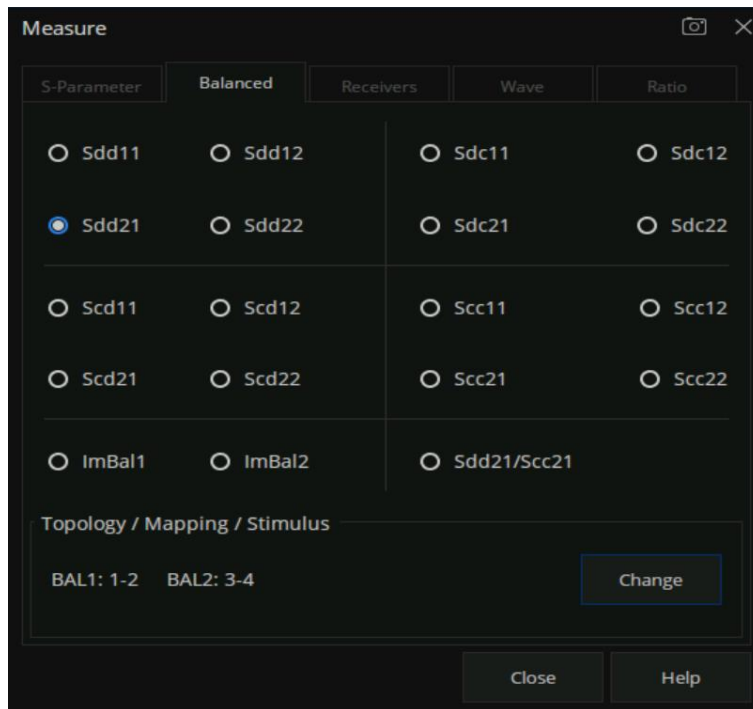 Measure
S-Parameter Balanced Receivers Wave Ratio
Sdd11 Sdd12 Sdc11 Sdc12
Sdd21 Sdd22 Sdc21 Sdc22
Scd11 Scd12 Scc11 Scc12
Scd21 Scd22 Scc21 Scc22
ImBal1 ImBal2 Sdd21/Scc21
Topology / Mapping / Stimulus
BAL1: 1-2 BAL2: 3-4 Change
Close Help